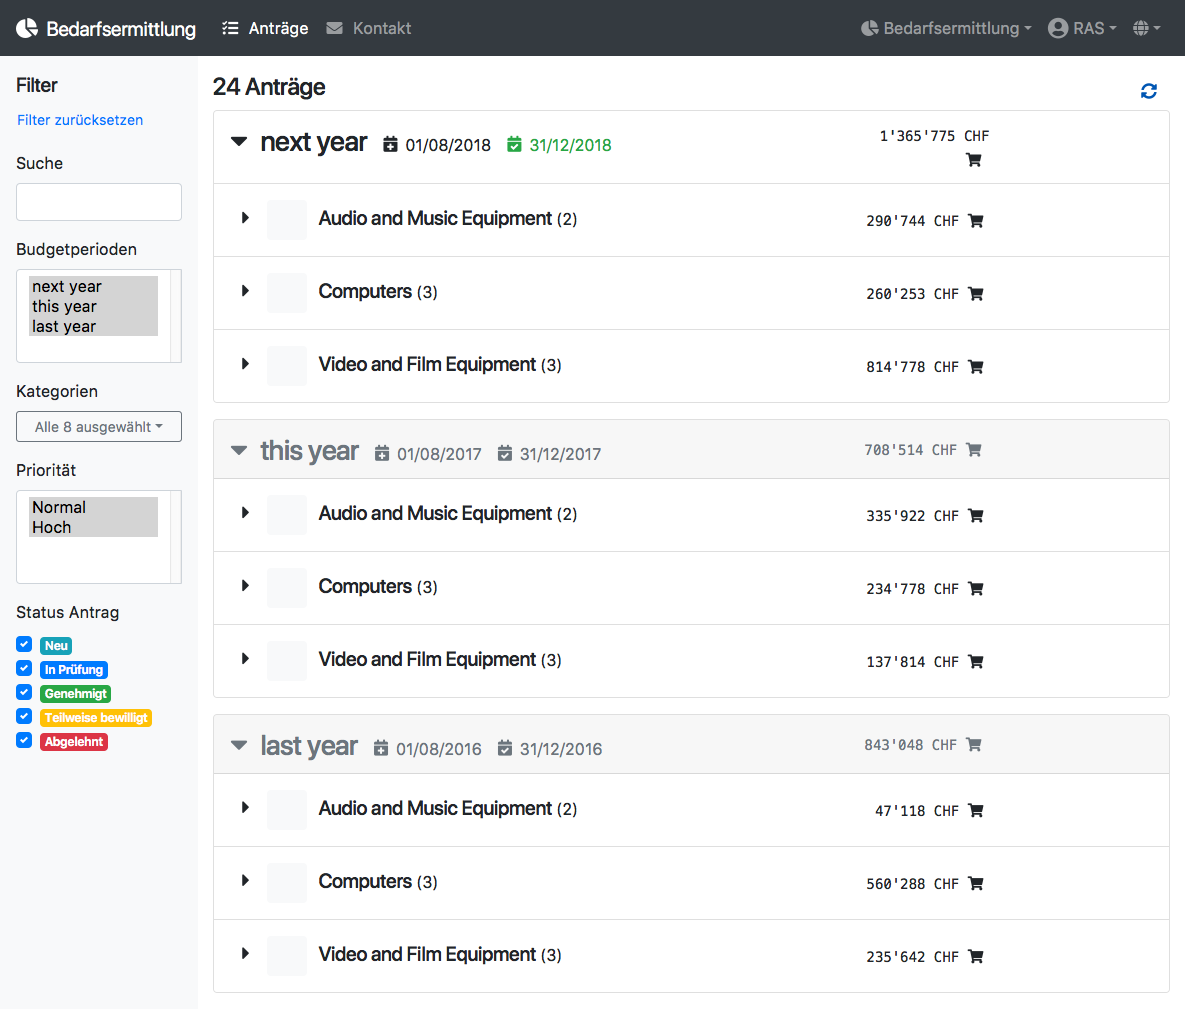 Bedarfsermittlung Anträge Kontakt Bedarfsermittlung RAS
Filter
Filter zurücksetzen
Suche
Budgetperioden
next year
this year
last year
Kategorien
Alle 8 ausgewählt
Priorität
Normal
Hoch
Status Antrag
Neu
In Prüfung
Genehmigt
Teilweise bewilligt
Abgelehnt
24 Anträge
next year 01/08/2018 31/12/2018 1'365'775 CHF
Audio and Music Equipment (2) 290'744 CHF
Computers (3) 260'253 CHF
Video and Film Equipment (3) 814'778 CHF
this year 01/08/2017 31/12/2017 708'514 CHF
Audio and Music Equipment (2) 335'922 CHF
Computers (3) 234'778 CHF
Video and Film Equipment (3) 137'814 CHF
last year 01/08/2016 31/12/2016 843'048 CHF
Audio and Music Equipment (2) 47'118 CHF
Computers (3) 560'288 CHF
Video and Film Equipment (3) 235'642 CHF